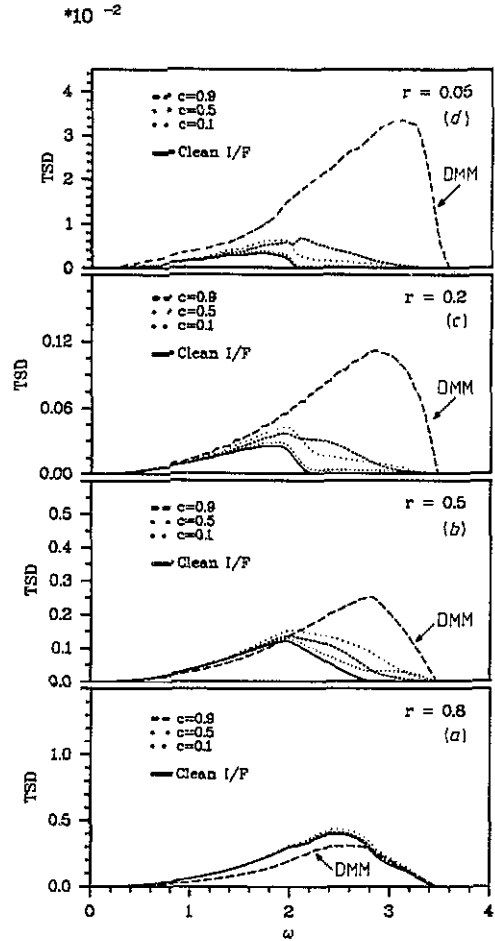 *10 ⁻²
c=0.9
c=0.5
c=0.1
Clean I/F
r = 0.05
(d)
DMM
TSD
4
2
0
c=0.9
c=0.5
c=0.1
Clean I/F
r = 0.2
(c)
DMM
TSD
0.12
0.06
0.00
c=0.9
c=0.5
c=0.1
Clean I/F
r = 0.5
(b)
DMM
TSD
0.5
0.4
0.3
0.2
0.1
0.0
c=0.9
c=0.5
c=0.1
Clean I/F
r = 0.8
(a)
DMM
TSD
1.0
0.5
0.0
0 1 2 3 4
ω